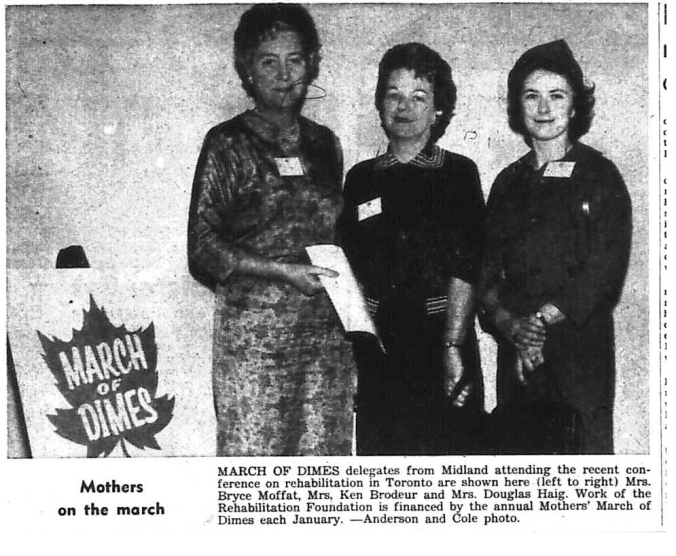 MARCH
OF
DIMES
Mothers
on the march
MARCH OF DIMES delegates from Midland attending the recent con-
ference on rehabilitation in Toronto are shown here (left to right) Mrs.
Bryce Moffat, Mrs, Ken Brodeur and Mrs. Douglas Haig. Work of the
Rehabilitation Foundation is financed by the annual Mothers' March of
Dimes each January. —Anderson and Cole photo.